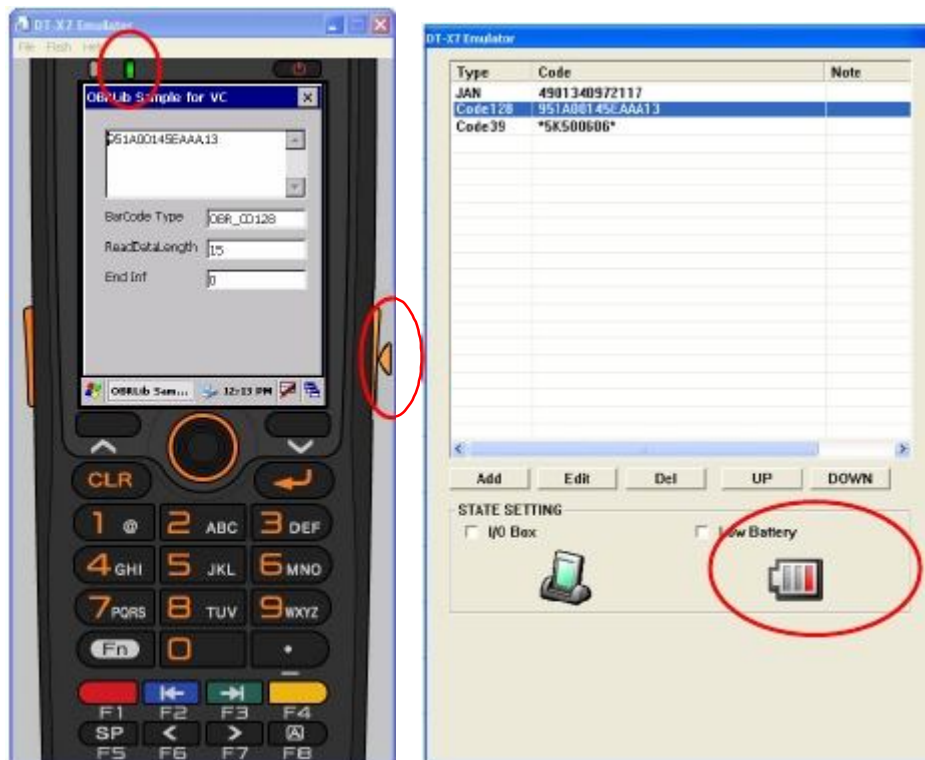 DT-X7 Emulator
File Flash Help
OBRLib Sample for VC
951A00145EAAA13
BarCode Type OBR_CD128
ReadDataLength 15
End Inf 0
OBRLib Sam... 12:13 PM
CLR
1 @ 2 ABC 3 DEF
4 GHI 5 JKL 6 MNO
7 PQRS 8 TUV 9 WXYZ
Fn 0 .
F1 F2 F3 F4
SP < > A
F5 F6 F7 F8
DT-X7 Emulator
Type Code Note
JAN 4901340972117
Code128 951A00145EAAA13
Code39 *5K500606*
Add Edit Del UP DOWN
STATE SETTING
I/O Box Low Battery